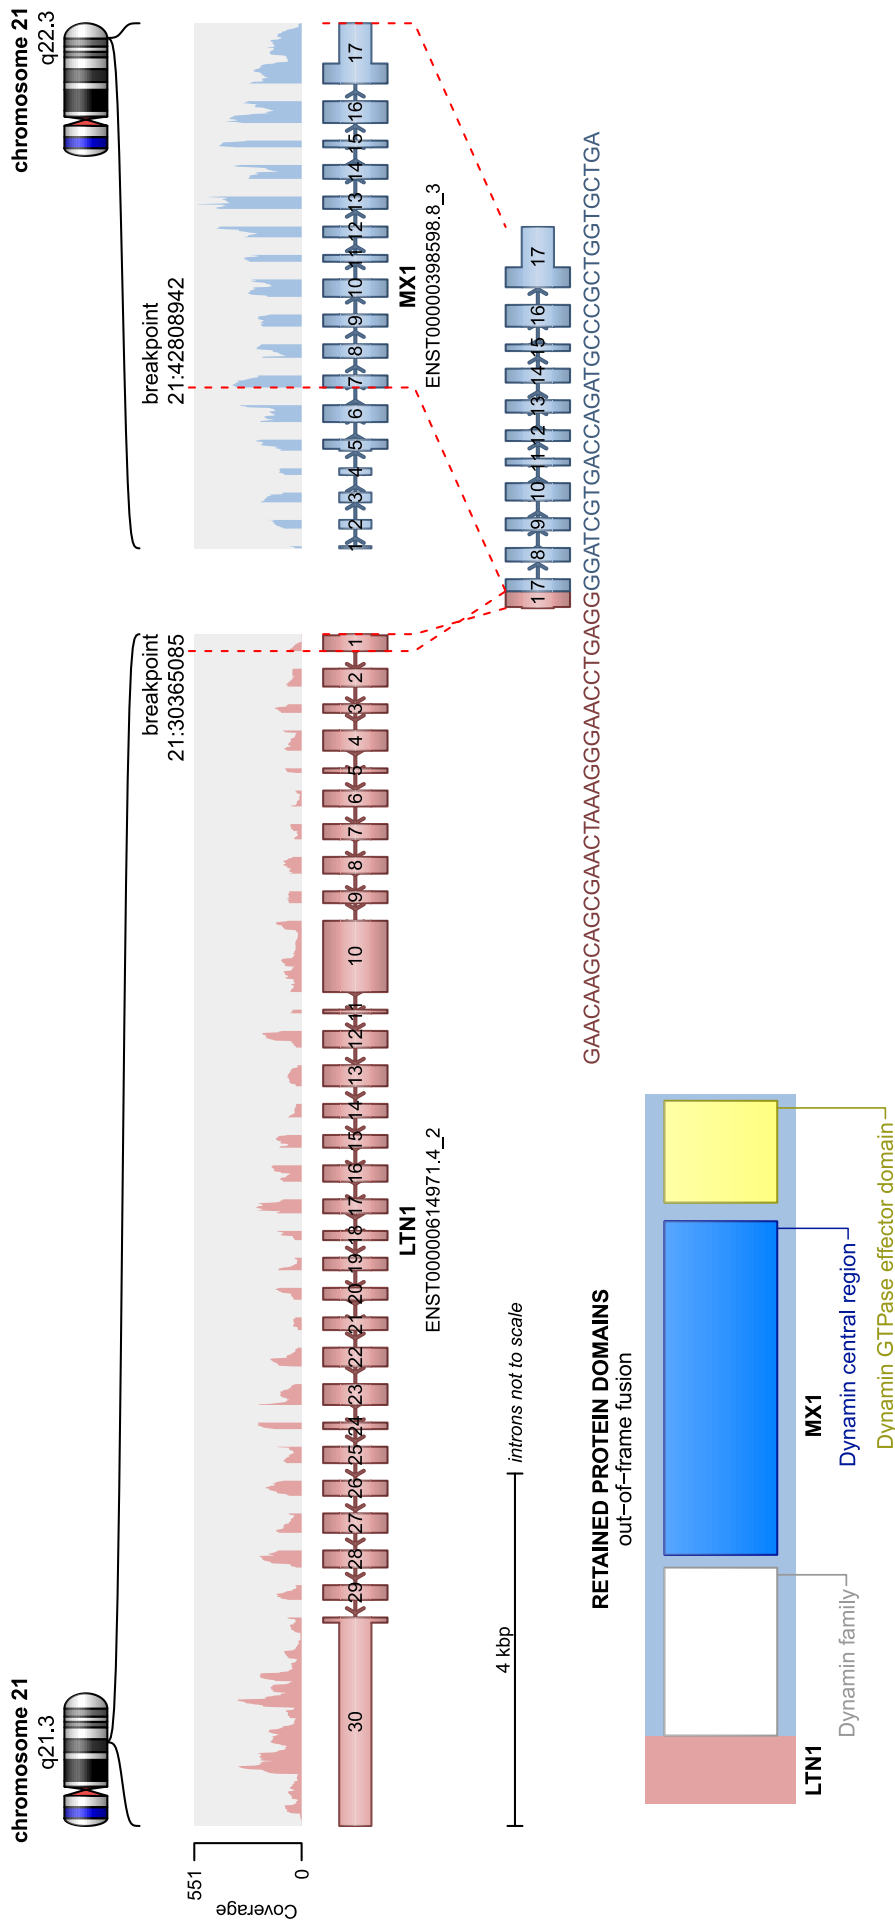 chromosome 21
q21.3
chromosome 21
q22.3
breakpoint
21:30365085
breakpoint
21:42808942
551
0
Coverage
30 29 28 27 26 25 24 23 22 21 20 19 18 17 16 15 14 13 12 11 10 9 8 7 6 5 4 3 2 1
1 2 3 4 5 6 7 8 9 10 11 12 13 14 15 16 17
LTN1
ENST00000614971.4_2
MX1
ENST00000398598.8_3
4 kbp
introns not to scale
1 7 8 9 10 11 12 13 14 15 16 17
GAACAAGCAGCGAACTAAAGGGAACCTGAGGGGATCGTGACCAGATGCCCGCTGGTGCTGA
RETAINED PROTEIN DOMAINS
out−of−frame fusion
LTN1
MX1
Dynamin family
Dynamin central region
Dynamin GTPase effector domain